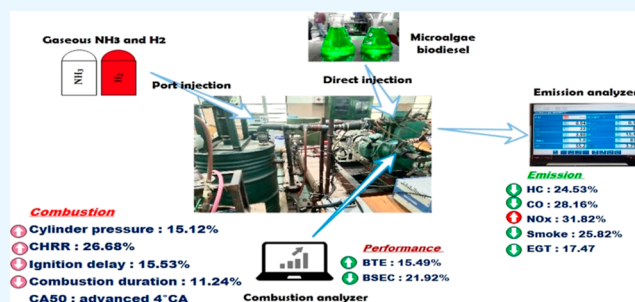 Gaseous NH3 and H2
NH3
H2
Port injection
Microalgae
biodiesel
Direct injection
Emission analyzer
Emission
HC : 24.53%
CO : 28.16%
NOx : 31.82%
Smoke : 25.82%
EGT : 17.47
Combustion
Cylinder pressure : 15.12%
CHRR : 26.68%
Ignition delay : 15.53%
Combustion duration : 11.24%
CA50 : advanced 4°CA
Performance
BTE : 15.49%
BSEC : 21.92%
Combustion analyzer